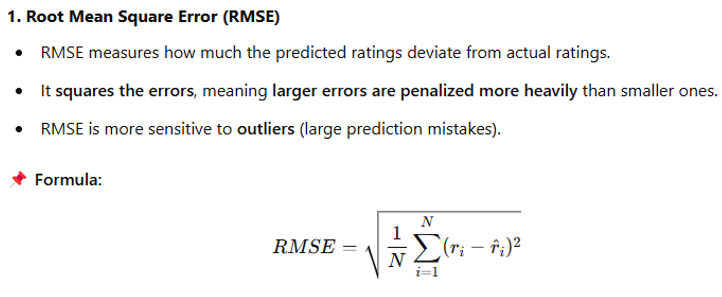 1. Root Mean Square Error (RMSE)
• RMSE measures how much the predicted ratings deviate from actual ratings.
• It squares the errors, meaning larger errors are penalized more heavily than smaller ones.
• RMSE is more sensitive to outliers (large prediction mistakes).
📌 Formula:
$RMSE = \sqrt{\frac{1}{N}\sum_{i=1}^{N}(r_i - \hat{r}_i)^2}$